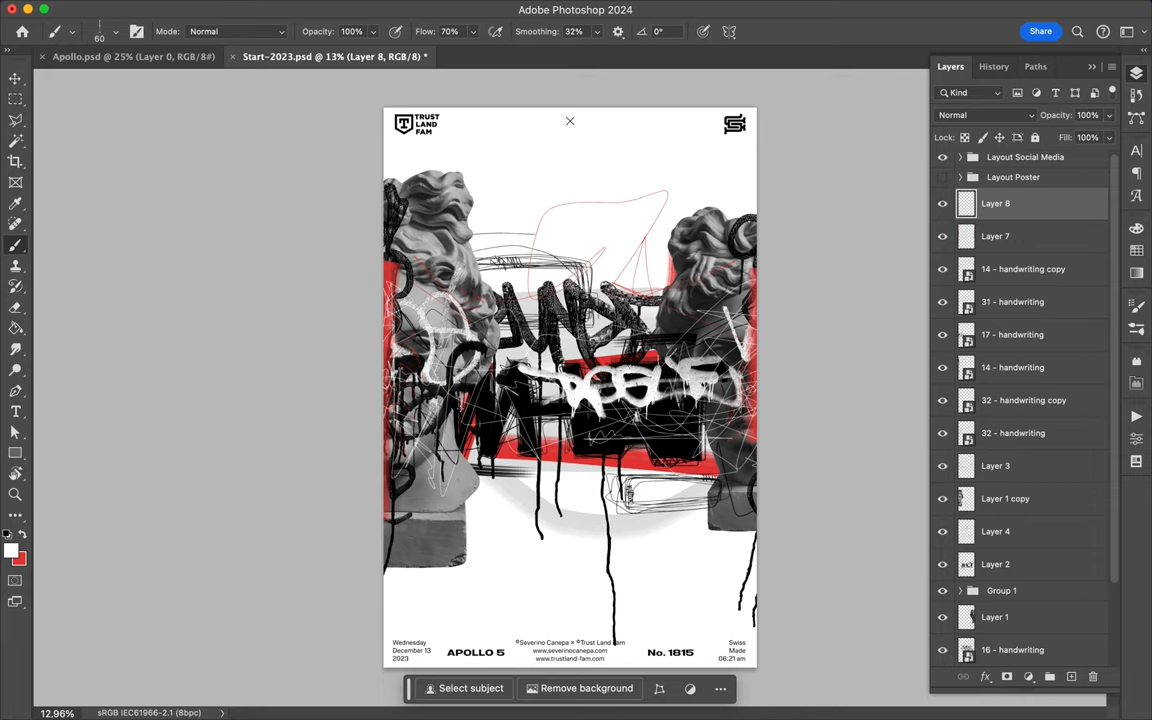 Adobe Photoshop 2024
60
Mode: Normal
Opacity: 100%
Flow: 70%
Smoothing: 32%
0°
Share
Apollo.psd @ 25% (Layer 0, RGB/8#)
Start-2023.psd @ 13% (Layer 8, RGB/8) *
Layers History Paths
Kind
Normal
Opacity: 100%
Lock:
Fill: 100%
Layout Social Media
Layout Poster
Layer 8
Layer 7
14 - handwriting copy
31 - handwriting
17 - handwriting
14 - handwriting
32 - handwriting copy
32 - handwriting
Layer 3
Layer 1 copy
Layer 4
Layer 2
Group 1
Layer 1
16 - handwriting
TRUST
LAND
FAM
Wednesday
December 13
2023
APOLLO 5
©Severino Canepa × ©Trust Land Fam
www.severinocanepa.com
www.trustland-fam.com
No. 1815
Swiss
Made
06:21 am
Select subject
Remove background
12,96%
sRGB IEC61966-2.1 (8bpc)